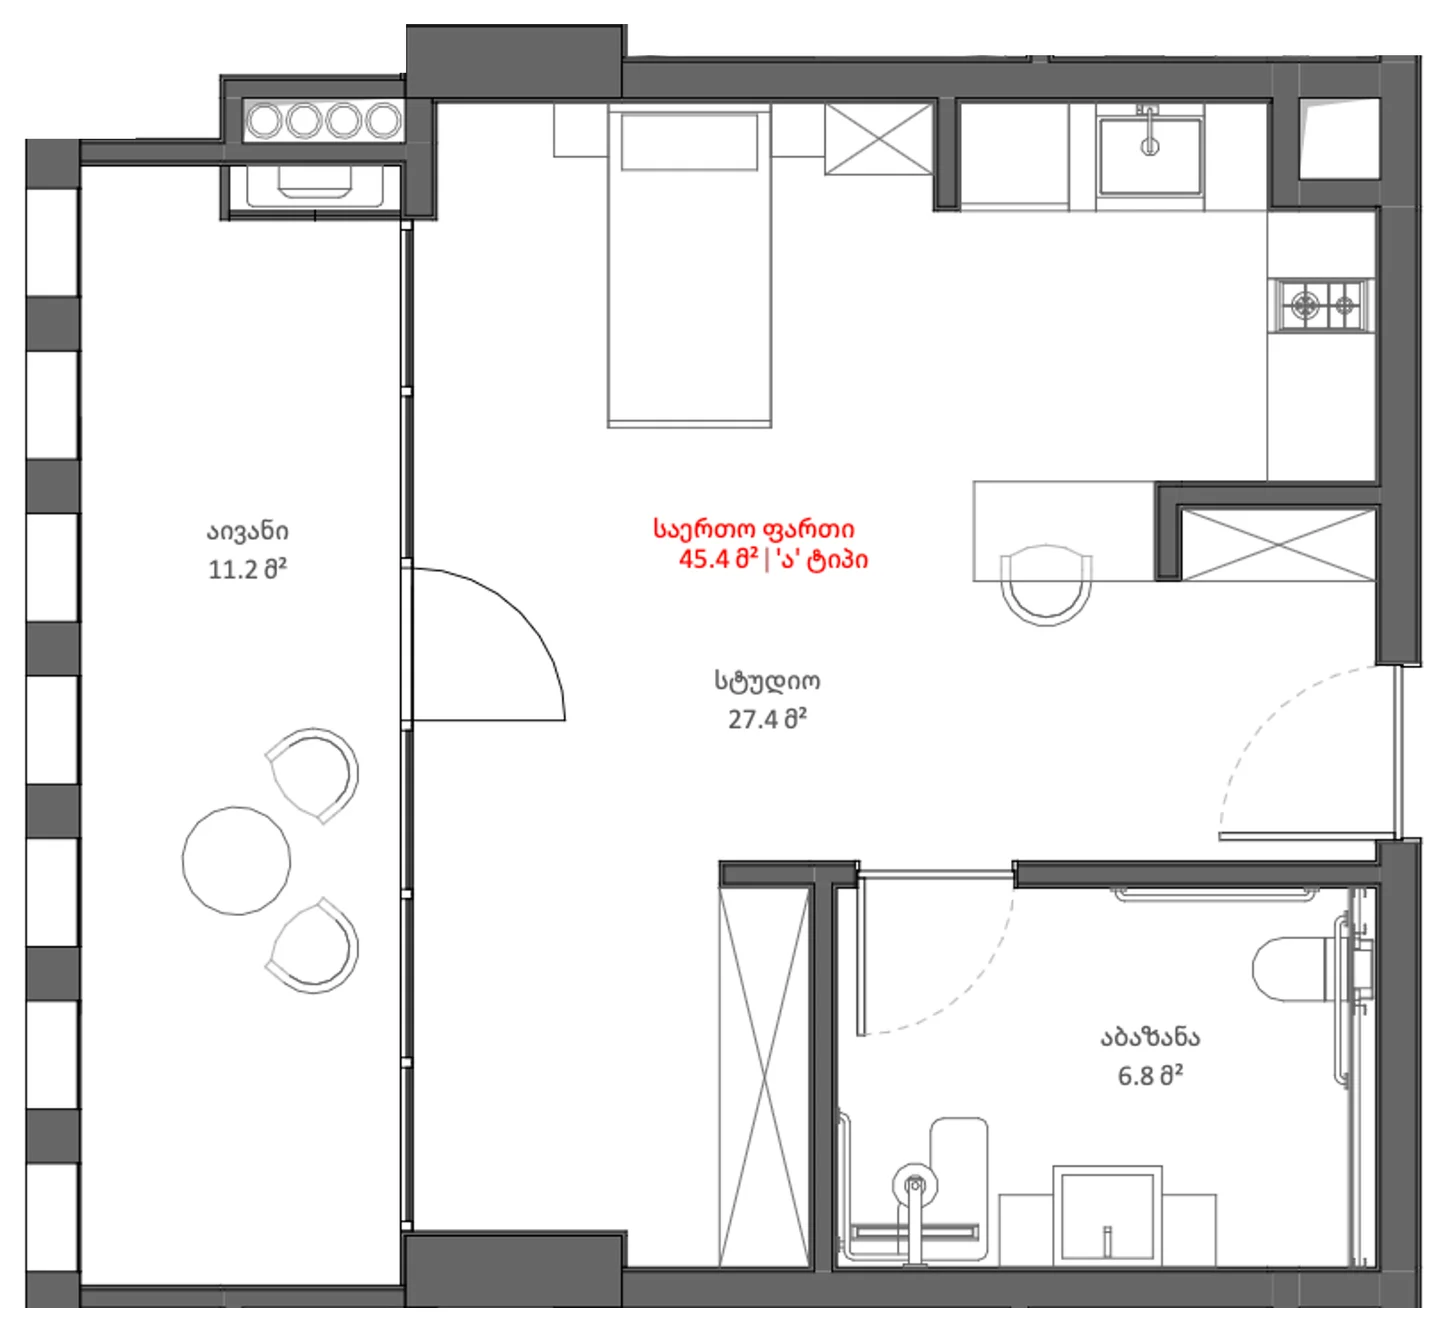 საერთო ფართი
45.4 მ² | 'ა' ტიპი
აივანი
11.2 მ²
სტუდიო
27.4 მ²
აბაზანა
6.8 მ²